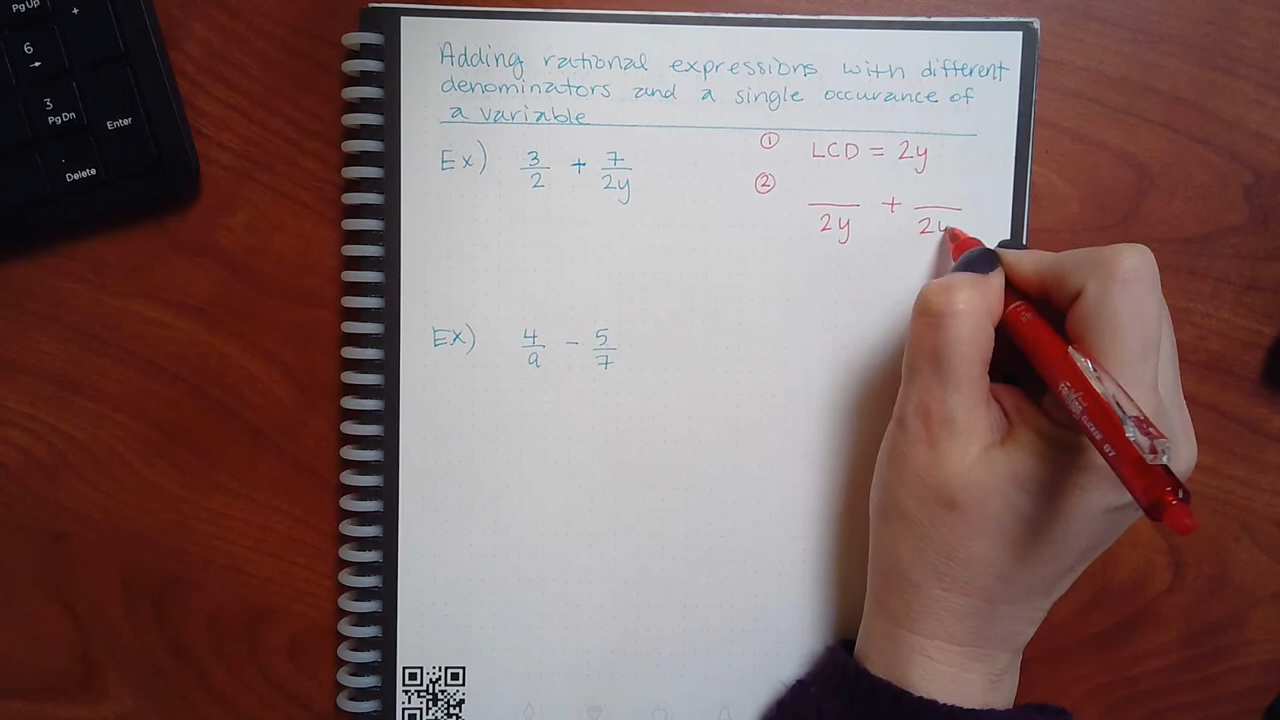 PgUp
+
6
3
PgDn
Enter
.
Delete
Adding rational expressions with different
denominators and a single occurance of
a variable
Ex) 3/2 + 7/2y
① LCD = 2y
② /2y + /2y
Ex) 4/a - 5/7